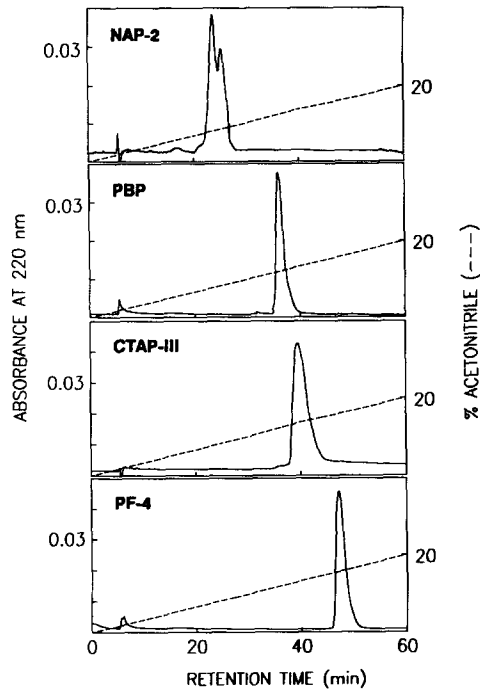 NAP-2
0.03
20
PBP
0.03
20
CTAP-III
0.03
20
PF-4
0.03
20
0 20 40 60
RETENTION TIME (min)
ABSORBANCE AT 220 nm
% ACETONITRILE (---)